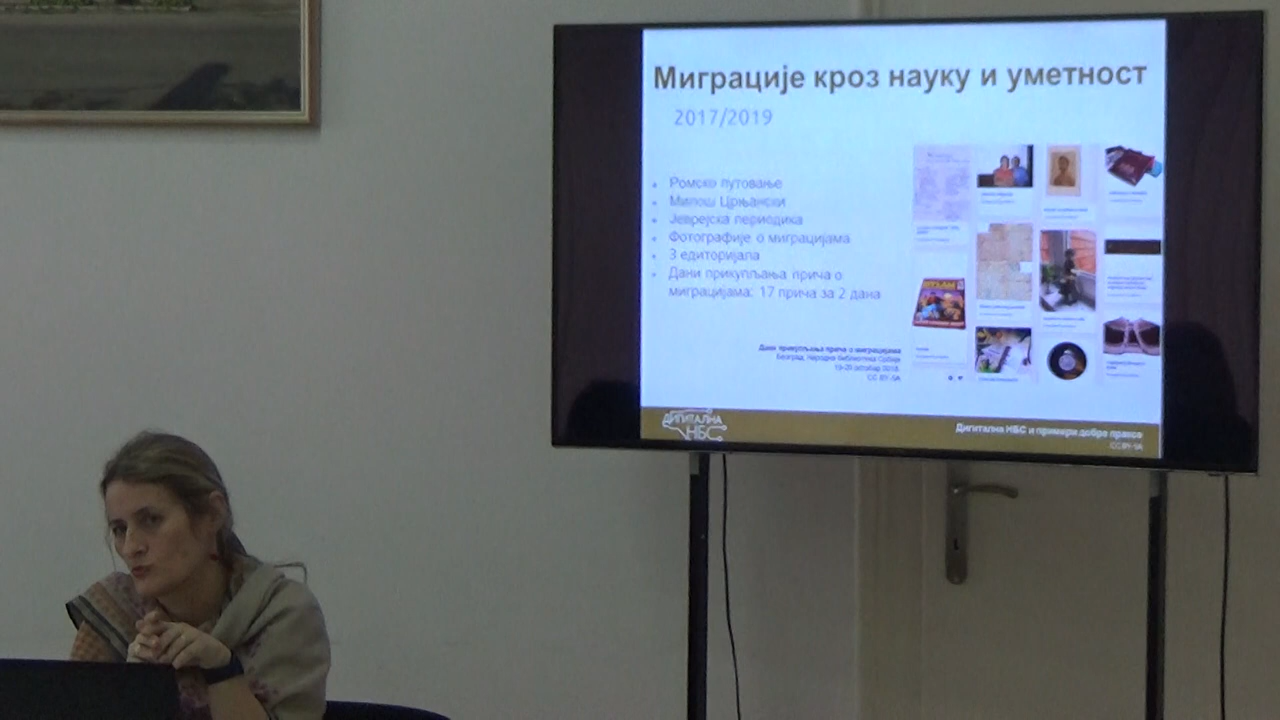 Миграције кроз науку и уметност
2017/2019
Ромско путовање
Милош Црњански
Јеврејска периодика
Фотографије о миграцијама
3 едиторијала
Дани прикупљања прича о
миграцијама: 17 прича за 2 дана
Дани прикупљања прича о миграцијама
Београд, Народна библиотека Србије
CC BY-SA
ДИГИТАЛНА
НБС
Дигитална НБС и примери добре праксе
CC BY-SA